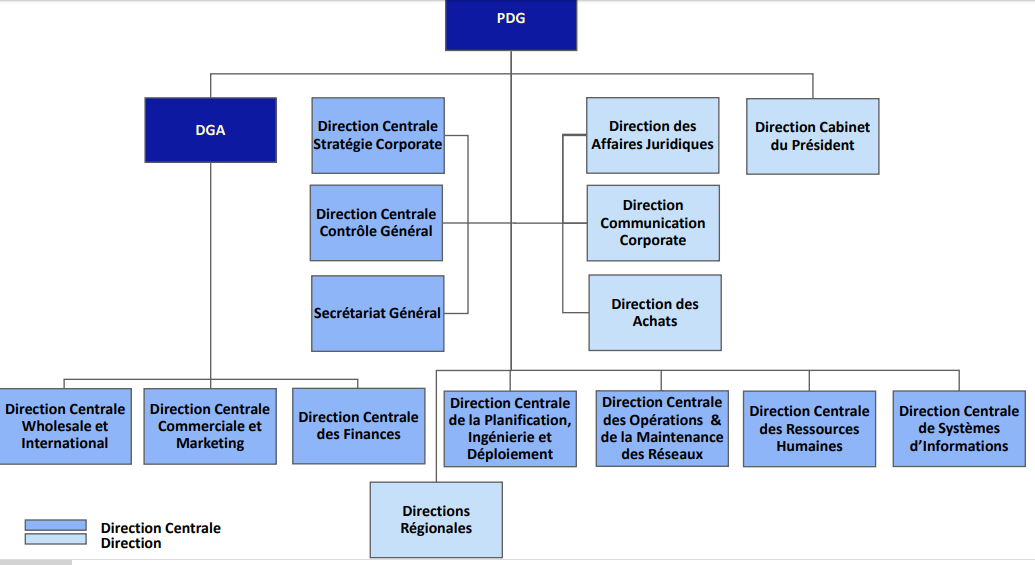 PDG
DGA
Direction Centrale
Stratégie Corporate
Direction des
Affaires Juridiques
Direction Cabinet
du Président
Direction Centrale
Contrôle Général
Direction
Communication
Corporate
Secrétariat Général
Direction des
Achats
Direction Centrale
Wholesale et
International
Direction Centrale
Commerciale et
Marketing
Direction Centrale
des Finances
Direction Centrale
de la Planification,
Ingénierie et
Déploiement
Direction Centrale
des Opérations &
de la Maintenance
des Réseaux
Direction Centrale
des Ressources
Humaines
Direction Centrale
de Systèmes
d’Informations
Directions
Régionales
Direction Centrale
Direction